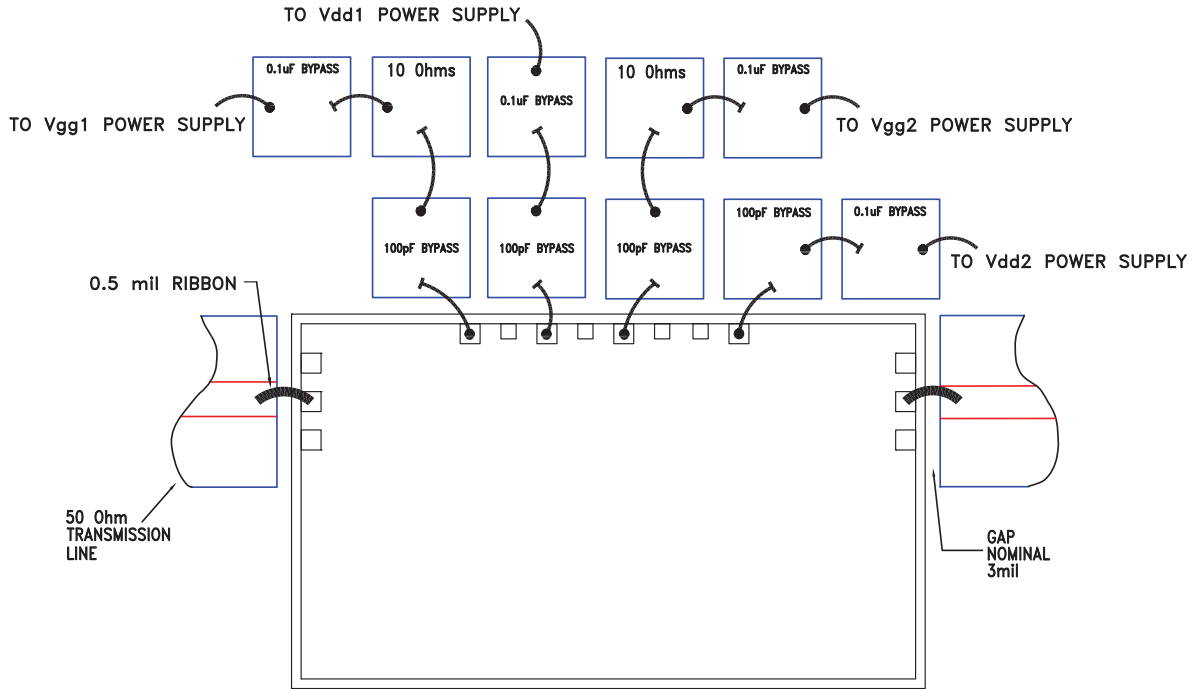 TO Vdd1 POWER SUPPLY
0.1uF BYPASS
10 Ohms
0.1uF BYPASS
10 Ohms
0.1uF BYPASS
TO Vgg1 POWER SUPPLY
TO Vgg2 POWER SUPPLY
100pF BYPASS
100pF BYPASS
100pF BYPASS
100pF BYPASS
0.1uF BYPASS
TO Vdd2 POWER SUPPLY
0.5 mil RIBBON
50 Ohm
TRANSMISSION
LINE
GAP
NOMINAL
3mil